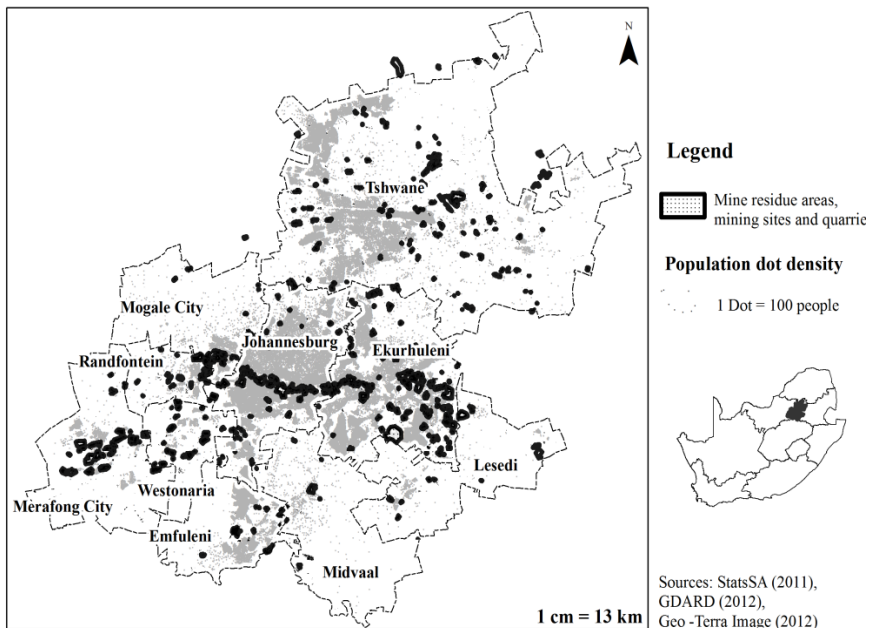 N
Tshwane
Mogale City
Johannesburg
Ekurhuleni
Randfontein
Lesedi
Westonaria
Merafong City
Emfuleni
Midvaal
1 cm = 13 km
Legend
Mine residue areas,
mining sites and quarrie
Population dot density
1 Dot = 100 people
Sources: StatsSA (2011),
GDARD (2012),
Geo -Terra Image (2012)